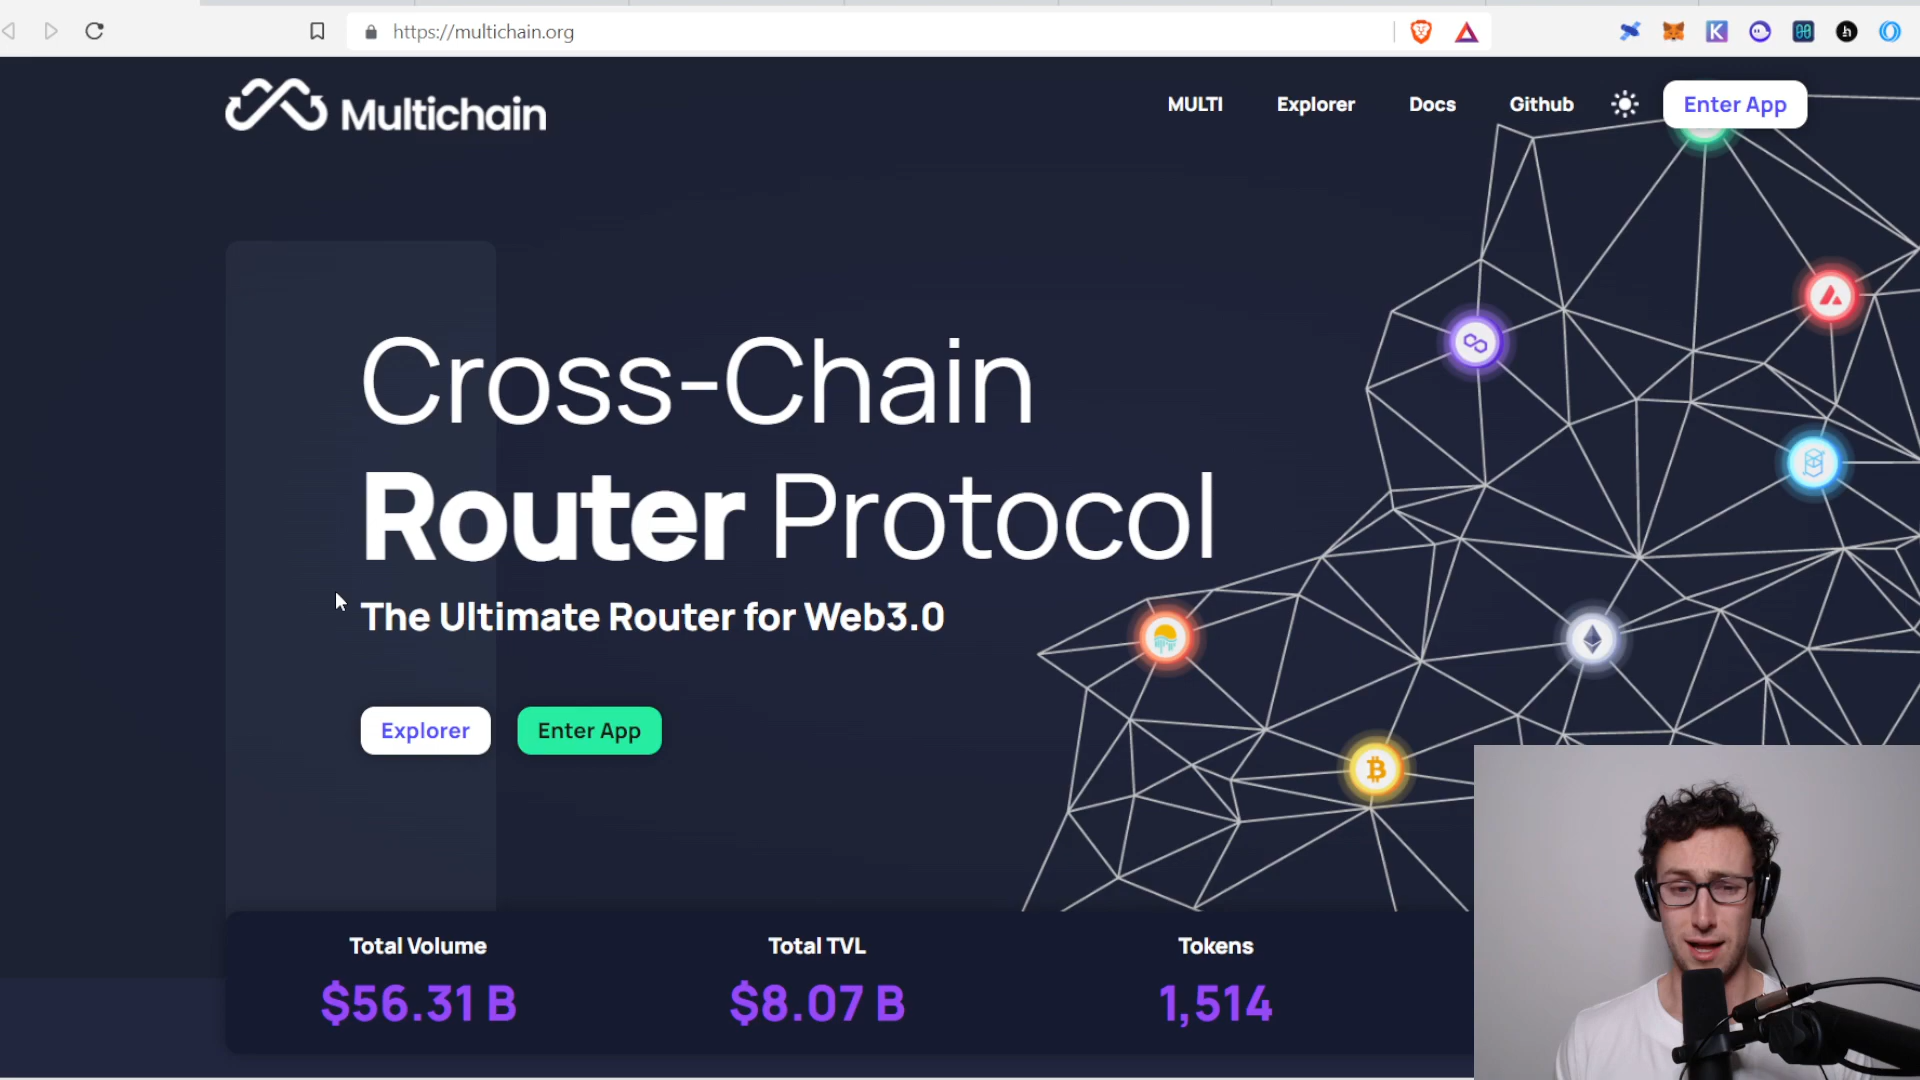 https://multichain.org
Multichain
MULTI
Explorer
Docs
Github
Enter App
Cross-Chain
Router Protocol
The Ultimate Router for Web3.0
Explorer
Enter App
Total Volume
Total TVL
Tokens
$56.31 B
$8.07 B
1,514